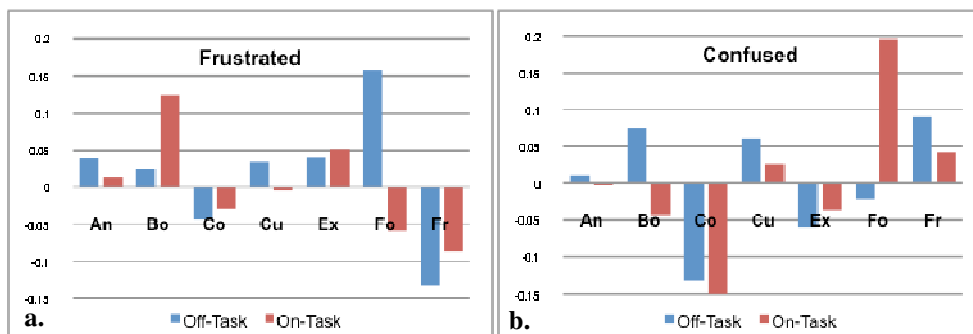 Frustrated
0.2
0.15
0.1
0.05
0
-0.05
-0.1
-0.15
An Bo Co Cu Ex Fo Fr
a. Off-Task On-Task
Confused
0.2
0.15
0.1
0.05
0
-0.05
-0.1
-0.15
An Bo Co Cu Ex Fo Fr
b. Off-Task On-Task